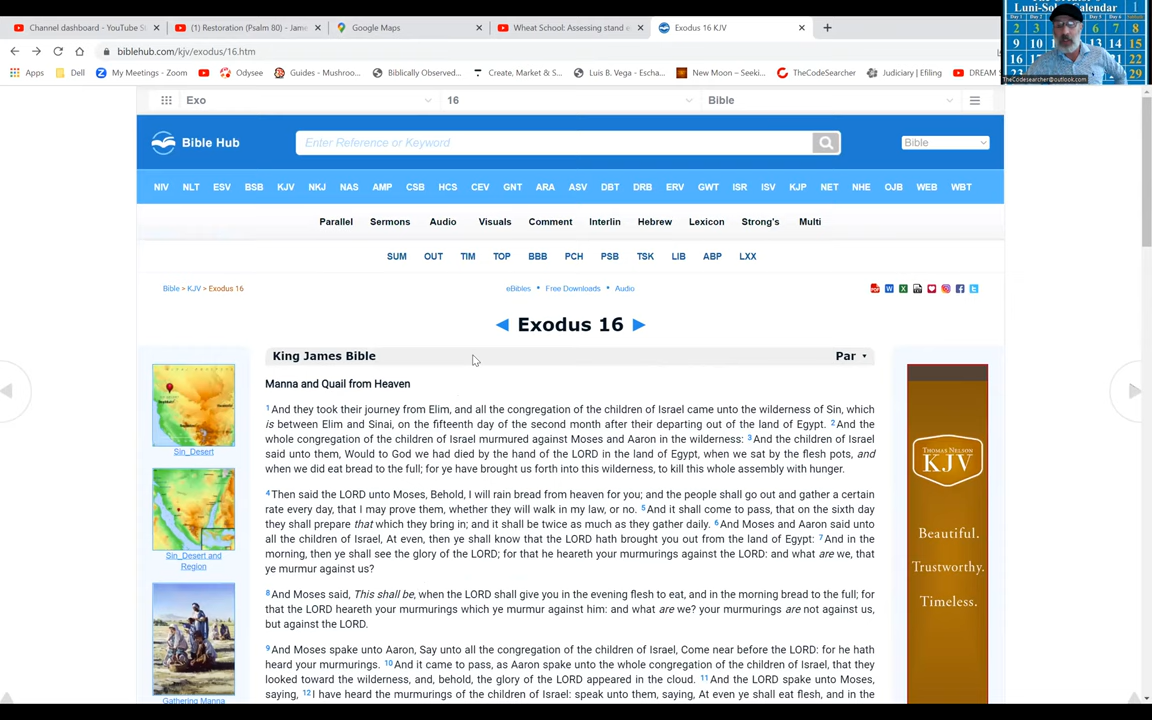 Channel dashboard - YouTube St
(1) Restoration (Psalm 80) - Jame
Google Maps
Wheat School: Assessing stand e
Exodus 16 KJV
biblehub.com/kjv/exodus/16.htm
Apps
Dell
My Meetings - Zoom
Odysee
Guides - Mushroo...
Biblically Observed...
Create, Market & S...
Luis B. Vega - Escha...
New Moon – Seeki...
TheCodeSearcher
Judiciary | Efiling
DREAM
Luni-Solar Calendar
TheCodesearcher@outlook.com
Exo
16
Bible
Bible Hub
Enter Reference or Keyword
Bible
NIV NLT ESV BSB KJV NKJ NAS AMP CSB HCS CEV GNT ARA ASV DBT DRB ERV GWT ISR ISV KJP NET NHE OJB WEB WBT
Parallel Sermons Audio Visuals Comment Interlin Hebrew Lexicon Strong's Multi
SUM OUT TIM TOP BBB PCH PSB TSK LIB ABP LXX
Bible > KJV > Exodus 16
eBibles • Free Downloads • Audio
◄ Exodus 16 ►
King James Bible
Par
Manna and Quail from Heaven
1And they took their journey from Elim, and all the congregation of the children of Israel came unto the wilderness of Sin, which
is between Elim and Sinai, on the fifteenth day of the second month after their departing out of the land of Egypt. 2And the
whole congregation of the children of Israel murmured against Moses and Aaron in the wilderness: 3And the children of Israel
said unto them, Would to God we had died by the hand of the LORD in the land of Egypt, when we sat by the flesh pots, and
when we did eat bread to the full; for ye have brought us forth into this wilderness, to kill this whole assembly with hunger.
4Then said the LORD unto Moses, Behold, I will rain bread from heaven for you; and the people shall go out and gather a certain
rate every day, that I may prove them, whether they will walk in my law, or no. 5And it shall come to pass, that on the sixth day
they shall prepare that which they bring in; and it shall be twice as much as they gather daily. 6And Moses and Aaron said unto
all the children of Israel, At even, then ye shall know that the LORD hath brought you out from the land of Egypt: 7And in the
morning, then ye shall see the glory of the LORD; for that he heareth your murmurings against the LORD: and what are we, that
ye murmur against us?
8And Moses said, This shall be, when the LORD shall give you in the evening flesh to eat, and in the morning bread to the full; for
that the LORD heareth your murmurings which ye murmur against him: and what are we? your murmurings are not against us,
but against the LORD.
9And Moses spake unto Aaron, Say unto all the congregation of the children of Israel, Come near before the LORD: for he hath
heard your murmurings. 10And it came to pass, as Aaron spake unto the whole congregation of the children of Israel, that they
looked toward the wilderness, and, behold, the glory of the LORD appeared in the cloud. 11And the LORD spake unto Moses,
saying, 12I have heard the murmurings of the children of Israel: speak unto them, saying, At even ye shall eat flesh, and in the
Sin_Desert
Sin_Desert and
Region
Gathering Manna
THOMAS NELSON
KJV
Beautiful.
Trustworthy.
Timeless.